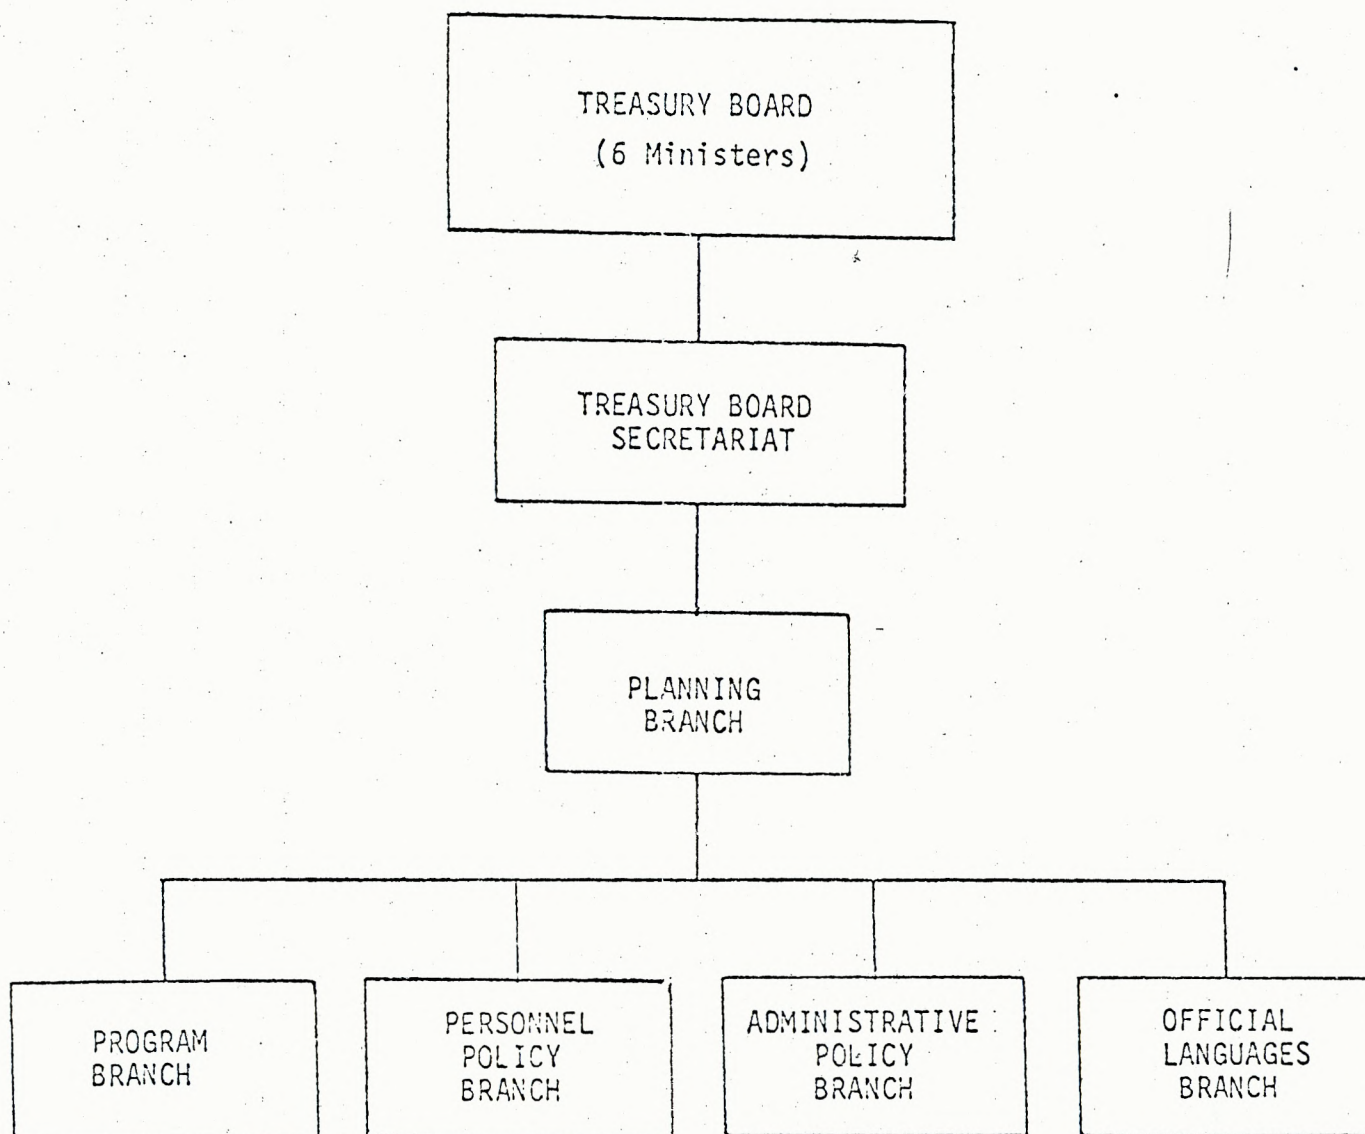 TREASURY BOARD
(6 Ministers)
TREASURY BOARD
SECRETARIAT
PLANNING
BRANCH
PROGRAM
BRANCH
PERSONNEL
POLICY
BRANCH
ADMINISTRATIVE
POLICY
BRANCH
OFFICIAL
LANGUAGES
BRANCH